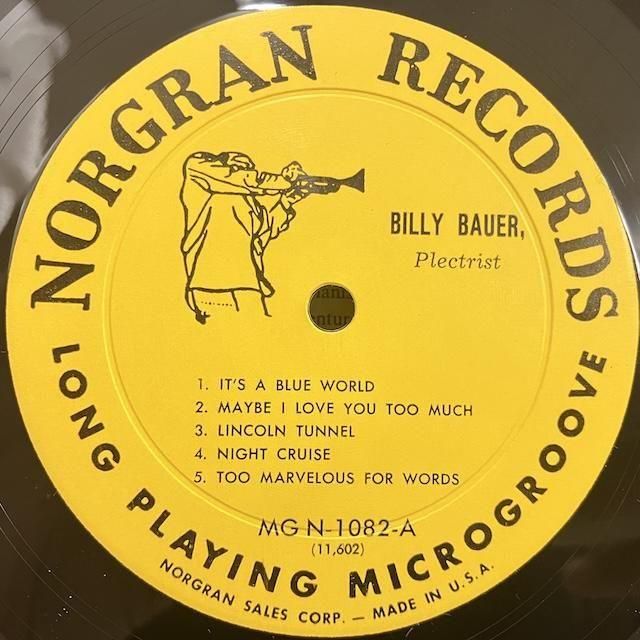 NORGRAN RECORDS
BILLY BAUER,
Plectrist
1. IT'S A BLUE WORLD
2. MAYBE I LOVE YOU TOO MUCH
3. LINCOLN TUNNEL
4. NIGHT CRUISE
5. TOO MARVELOUS FOR WORDS
MG N-1082-A
(11,602)
LONG PLAYING MICROGROOVE
NORGRAN SALES CORP. — MADE IN U.S.A.